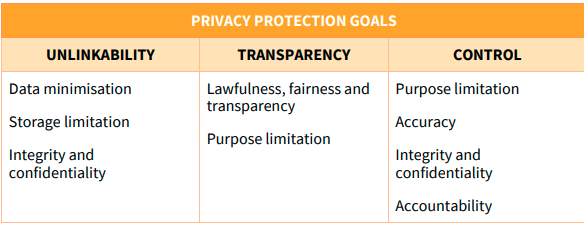 PRIVACY PROTECTION GOALS
UNLINKABILITY
TRANSPARENCY
CONTROL
Data minimisation
Storage limitation
Integrity and
confidentiality
Lawfulness, fairness and
transparency
Purpose limitation
Purpose limitation
Accuracy
Integrity and
confidentiality
Accountability